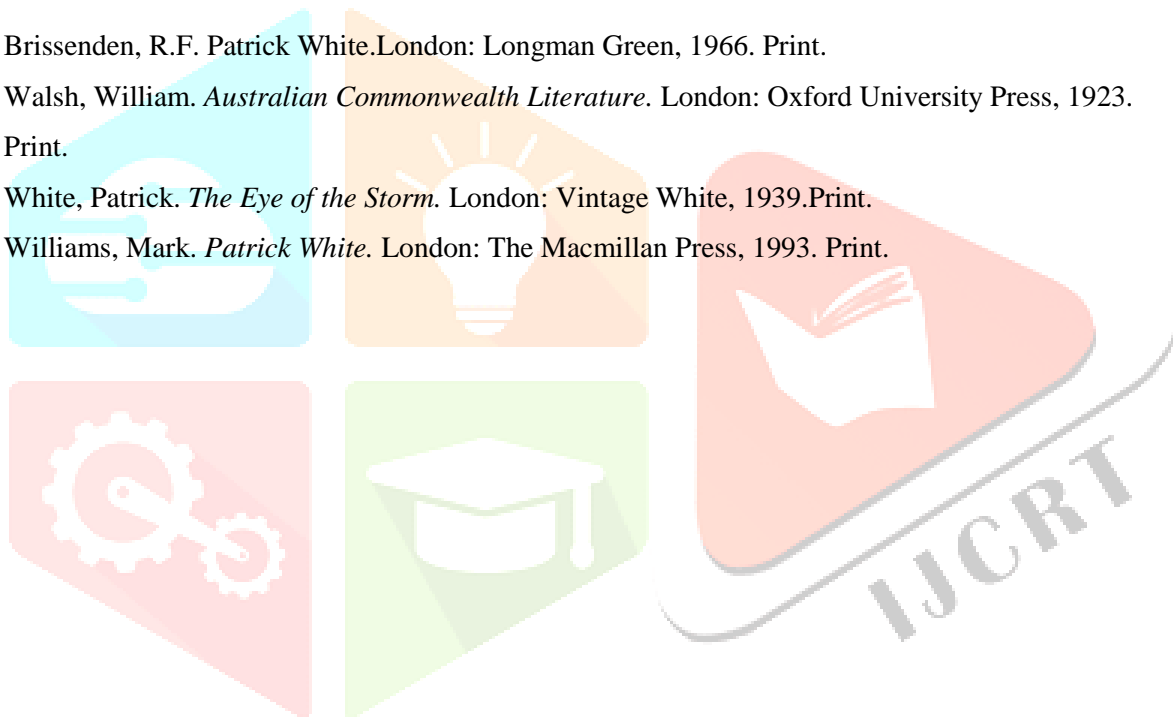 Brissenden, R.F. Patrick White.London: Longman Green, 1966. Print.
Walsh, William. Australian Commonwealth Literature. London: Oxford University Press, 1923.
Print.
White, Patrick. The Eye of the Storm. London: Vintage White, 1939.Print.
Williams, Mark. Patrick White. London: The Macmillan Press, 1993. Print.
IJCRT